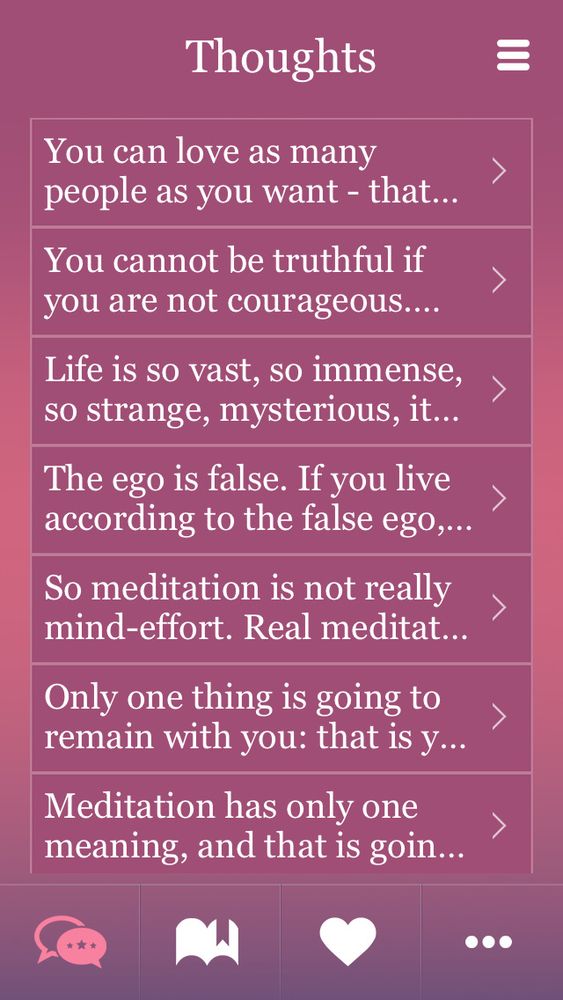 Thoughts
You can love as many
people as you want - that...
You cannot be truthful if
you are not courageous....
Life is so vast, so immense,
so strange, mysterious, it...
The ego is false. If you live
according to the false ego,...
So meditation is not really
mind-effort. Real meditat...
Only one thing is going to
remain with you: that is y...
Meditation has only one
meaning, and that is goin...